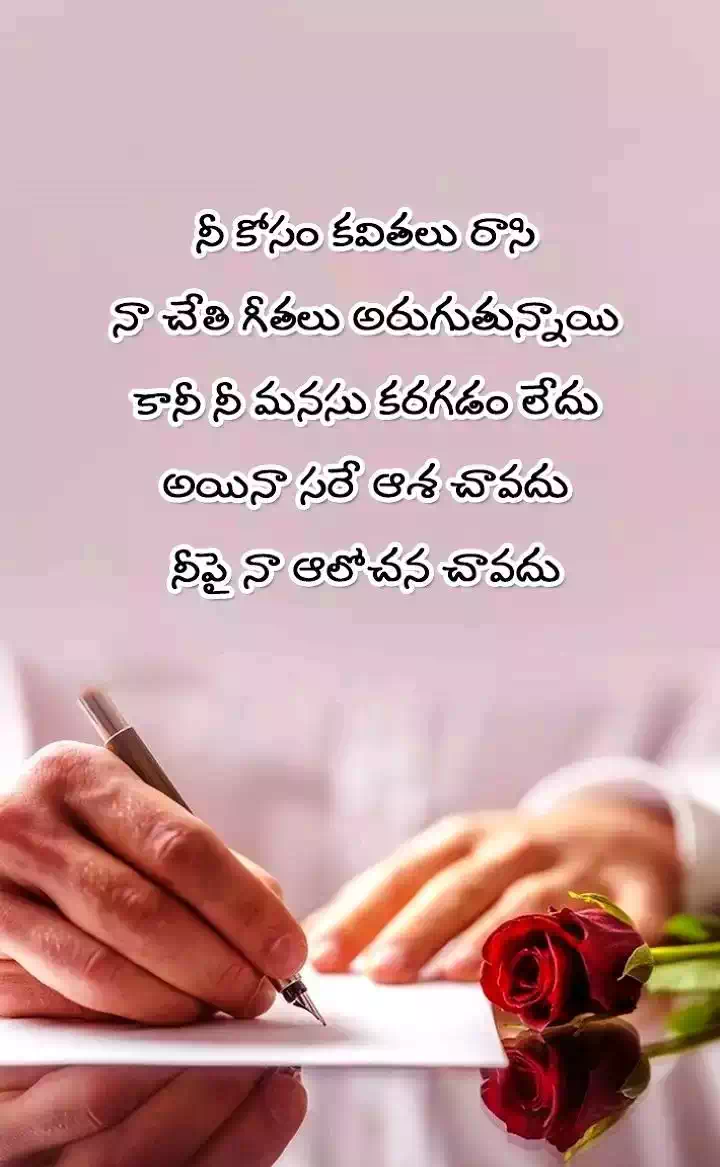 నీ కోసం కవితలు రాసి
నా చేతి గీతలు అరుగుతున్నాయి
కానీ నీ మనసు కరగడం లేదు
అయినా సరే ఆశ చావదు
నీపై నా ఆలోచన చావదు